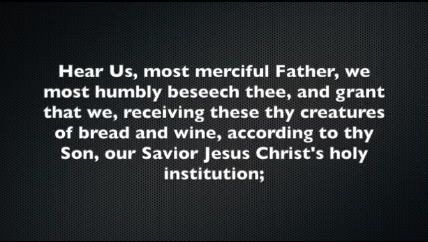 Hear Us, most merciful Father, we
most humbly beseech thee, and grant
that we, receiving these thy creatures
of bread and wine, according to thy
Son, our Savior Jesus Christ's holy
institution;